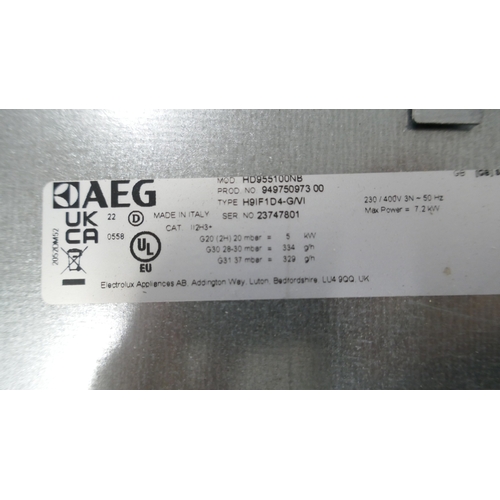 AEG
MOD. HD955100NB
PROD. NO. 949750973 00
TYPE H9IF1D4-G/VI
230 / 400V 3N ~ 50 Hz
UK CA 22 D MADE IN ITALY SER NO. 23747801
Max Power = 7.2 kW
CAT. II2H3+
0558
UL EU
G20 (2H) 20 mbar = 5 kW
G30 28-30 mbar = 334 g/h
G31 37 mbar = 329 g/h
Electrolux Appliances AB, Addington Way, Luton, Bedfordshire, LU4 9QQ, UK